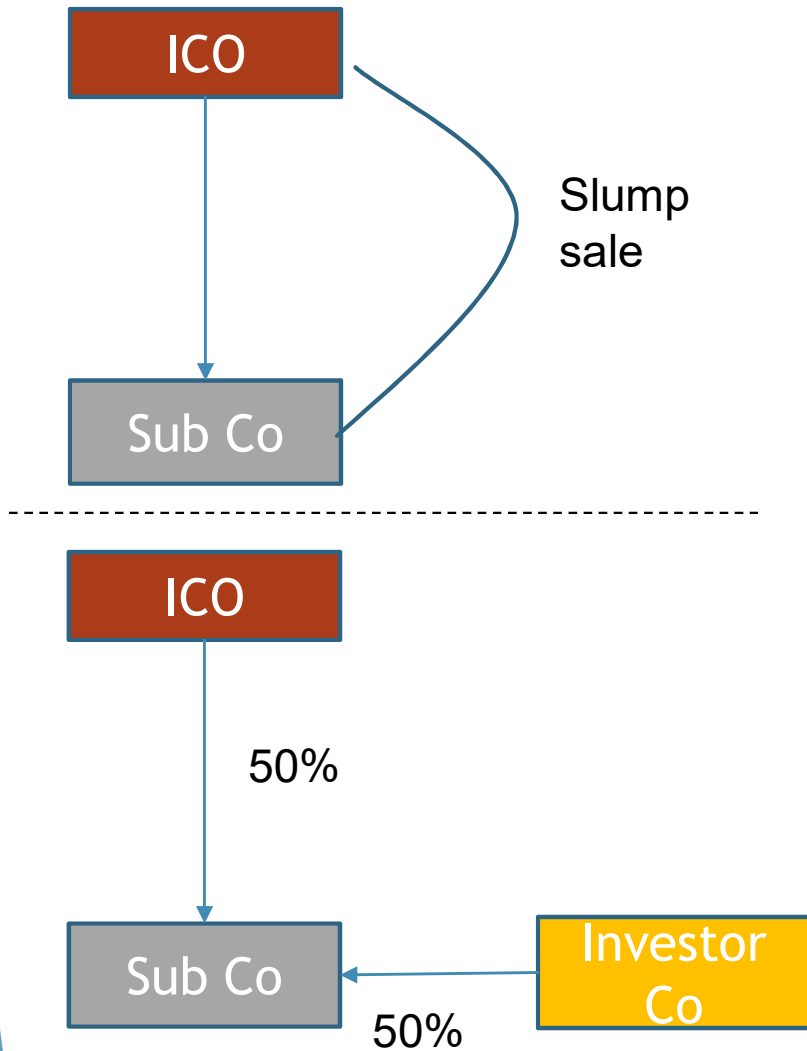 ICO
Slump
sale
Sub Co
ICO
50%
Sub Co
Investor
Co
50%